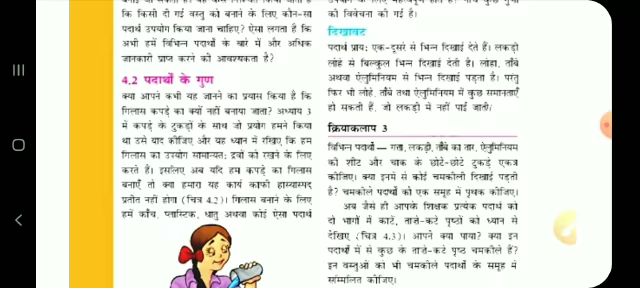 कि किसी दी गई वस्तु को बनाने के लिए कौन-सा
पदार्थ उपयोग किया जाना चाहिए? ऐसा लगता है कि
अभी हमें विभिन्न पदार्थों के बारे में और अधिक
जानकारी प्राप्त करने की आवश्यकता है?
4.2 पदार्थों के गुण
क्या आपने कभी यह जानने का प्रयास किया है कि
गिलास कपड़े का क्यों नहीं बनाया जाता? अध्याय 3
में कपड़े के टुकड़ों के साथ जो प्रयोग हमने किया
था उसे याद कीजिए और यह ध्यान में रखिए कि हम
गिलास का उपयोग सामान्यतः द्रवों को रखने के लिए
करते हैं। इसलिए अब यदि हम कपड़े का गिलास
बनाएँ तो क्या हमारा यह कार्य काफी हास्यास्पद
प्रतीत नहीं होगा (चित्र 4.2)। गिलास बनाने के लिए
हमें काँच, प्लास्टिक, धातु अथवा कोई ऐसा पदार्थ
की विवेचना की गई है।
दिखावट
पदार्थ प्रायः एक-दूसरे से भिन्न दिखाई देते हैं। लकड़ी
लोहे से बिल्कुल भिन्न दिखाई देती है। लोहा, ताँबे
अथवा ऐलुमिनियम से भिन्न दिखाई पड़ता है। परंतु
फिर भी लोहे, ताँबे तथा ऐलुमिनियम में कुछ समानताएँ
हो सकती हैं, जो लकड़ी में नहीं पाई जातीं।
क्रियाकलाप 3
विभिन्न पदार्थों — गत्ता, लकड़ी, ताँबे का तार, ऐलुमिनियम
की शीट और चाक के छोटे-छोटे टुकड़े एकत्र
कीजिए। क्या इनमें से कोई चमकीली दिखाई पड़ती
है? चमकीले पदार्थों को एक समूह में पृथक कीजिए।
अब जैसे ही आपके शिक्षक प्रत्येक पदार्थ को
दो भागों में काटें, ताज़े-कटे पृष्ठों को ध्यान से
देखिए (चित्र 4.3)। आपने क्या पाया? क्या इन
पदार्थों में से कुछ के ताज़े-कटे पृष्ठ चमकीले हैं?
इन वस्तुओं को भी चमकीले पदार्थों के समूह में
सम्मिलित कीजिए।